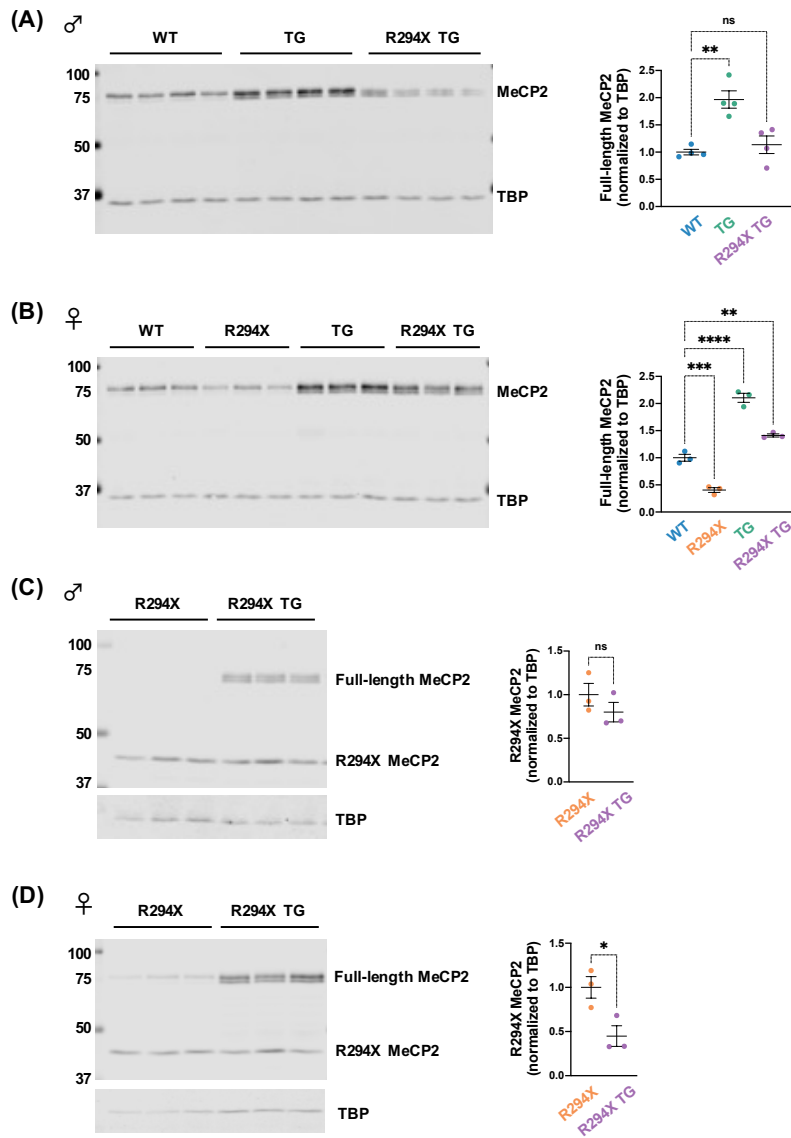 (A) ♂
WT TG R294X TG
100
75
50
37
MeCP2
TBP
Full-length MeCP2
(normalized to TBP)
2.5
2.0
1.5
1.0
0.5
0.0
ns
**
WT
TG
R294X TG
(B) ♀
WT R294X TG R294X TG
100
75
50
37
MeCP2
TBP
Full-length MeCP2
(normalized to TBP)
2.5
2.0
1.5
1.0
0.5
0.0
**
****
***
WT
R294X
TG
R294X TG
(C) ♂
R294X R294X TG
100
75
50
37
Full-length MeCP2
R294X MeCP2
TBP
R294X MeCP2
(normalized to TBP)
1.5
1.0
0.5
0.0
ns
R294X
R294X TG
(D) ♀
R294X R294X TG
100
75
50
37
Full-length MeCP2
R294X MeCP2
TBP
R294X MeCP2
(normalized to TBP)
1.5
1.0
0.5
0.0
*
R294X
R294X TG